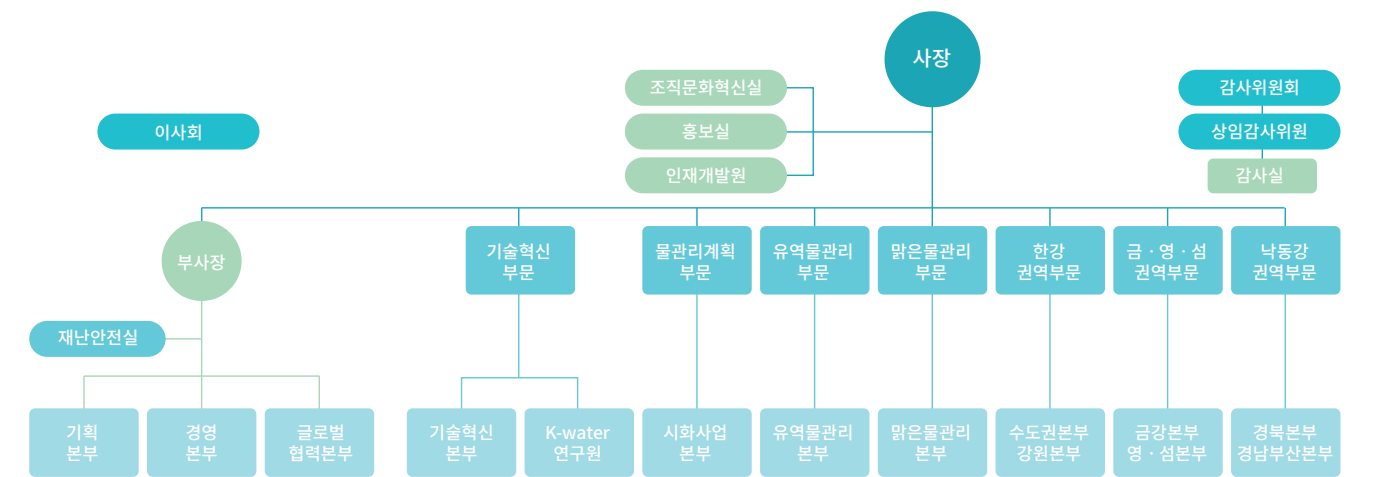 사장
조직문화혁신실
홍보실
인재개발원
감사위원회
상임감사위원
감사실
이사회
부사장
기술혁신
부문
물관리계획
부문
유역물관리
부문
맑은물관리
부문
한강
권역부문
금 · 영 · 섬
권역부문
낙동강
권역부문
재난안전실
기획
본부
경영
본부
글로벌
협력본부
기술혁신
본부
K-water
연구원
시화사업
본부
유역물관리
본부
맑은물관리
본부
수도권본부
강원본부
금강본부
영 · 섬본부
경북본부
경남부산본부